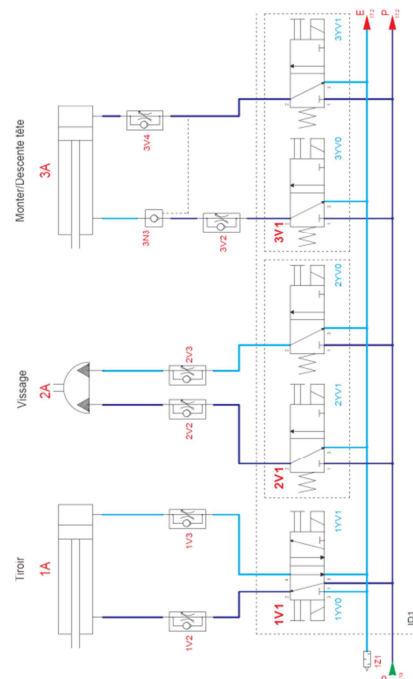 Tiroir
Vissage
Monter/Descente tête
1A
2A
3A
1V2
1V3
2V2
2V3
3N3
3V2
3V4
1V1
2V1
3V1
1YV0
1YV1
2YV1
2YV0
3YV0
3YV1
1Z1
E
P